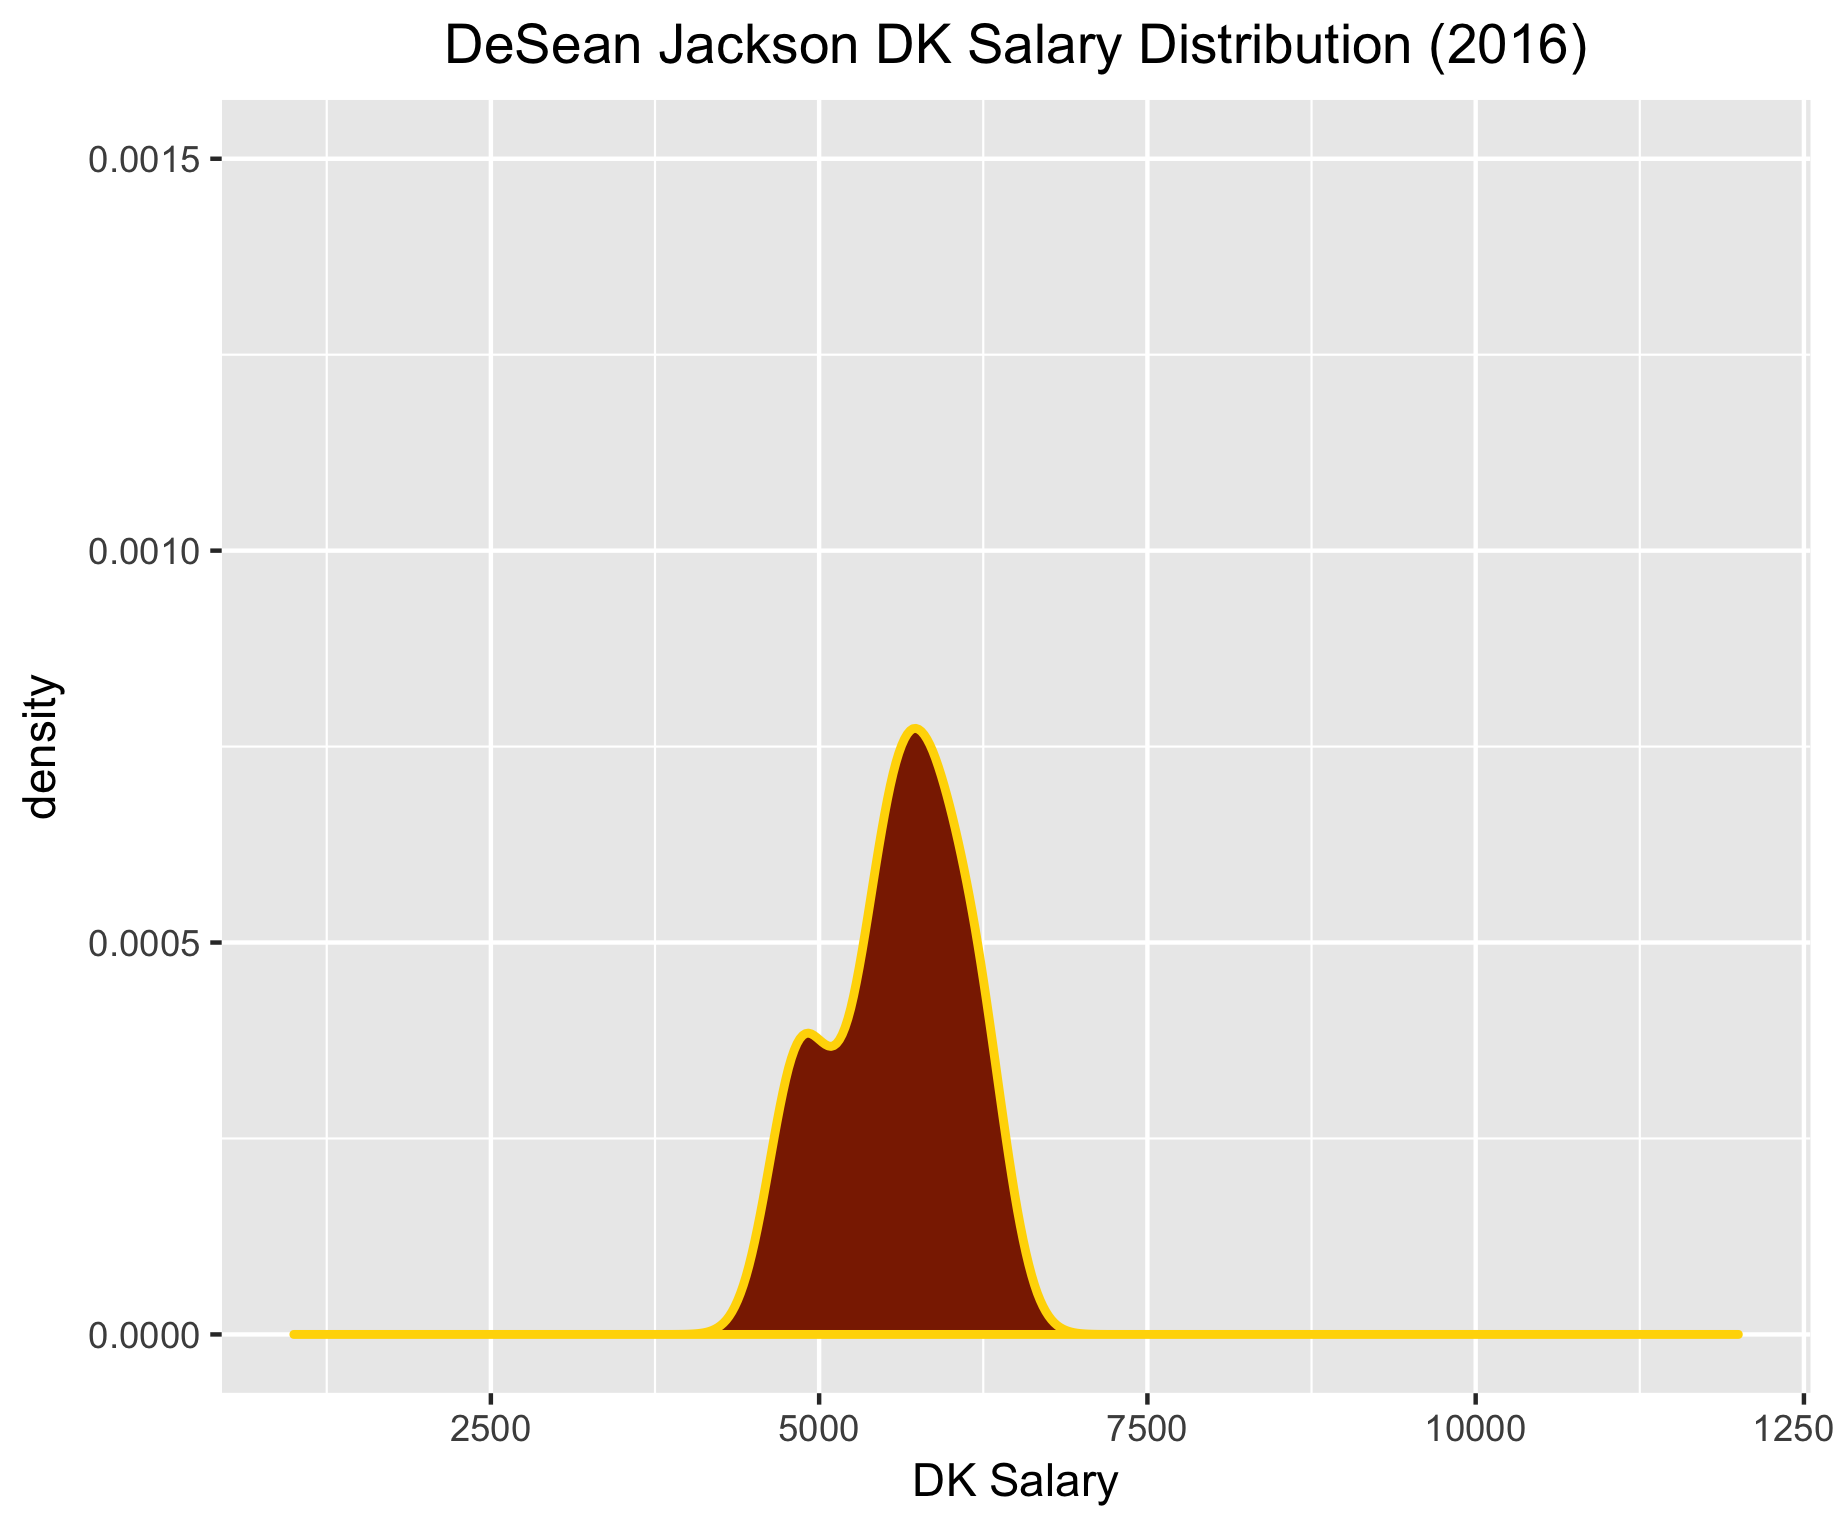 DeSean Jackson DK Salary Distribution (2016)
0.0015
0.0010
0.0005
0.0000
density
2500 5000 7500 10000 1250
DK Salary